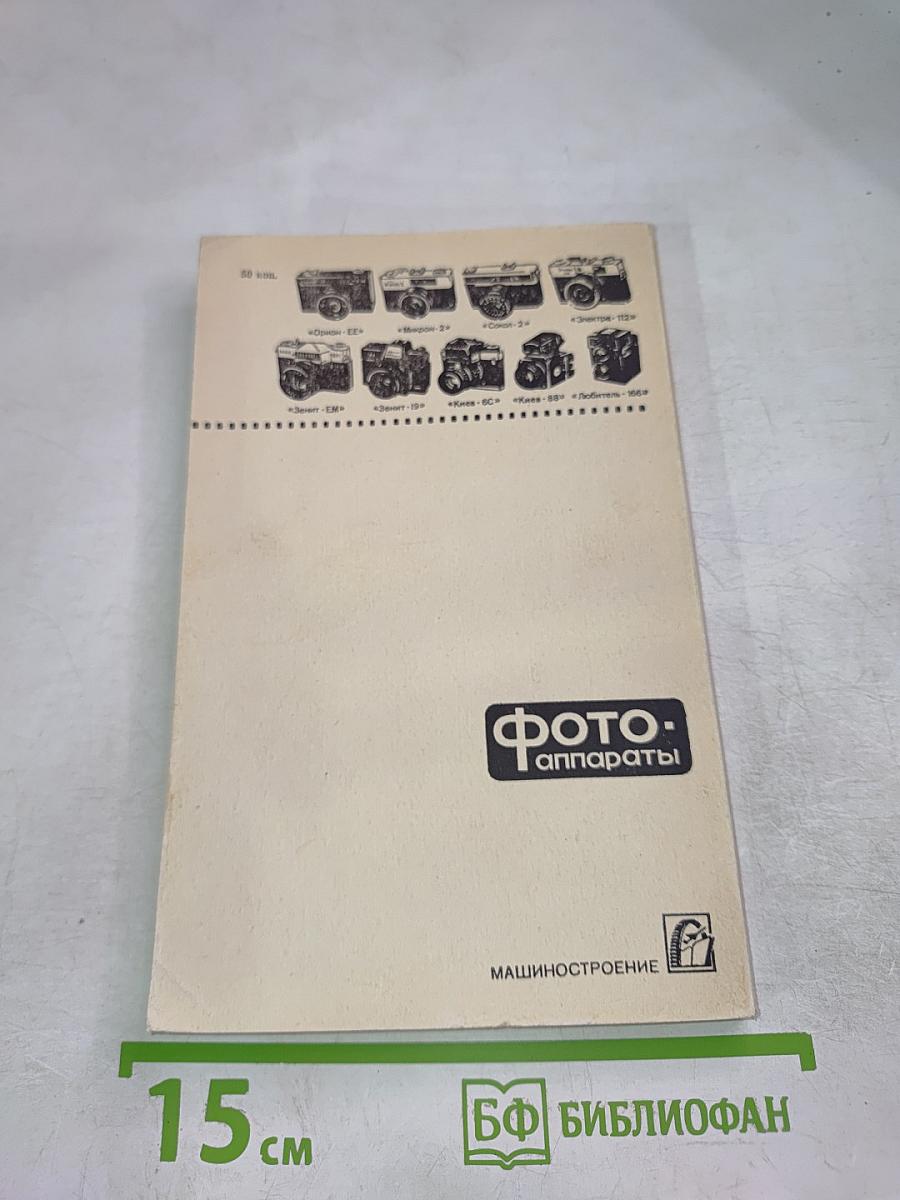 50 коп.
«Орион-ЕЕ» «Микрон-2» «Сокол-2» «Электра-112»
«Зенит-ЕМ» «Зенит-19» «Киев-6С» «Киев-88» «Любитель-166»
фото-
аппараты
МАШИНОСТРОЕНИЕ
15 см
БФ БИБЛИОФАН